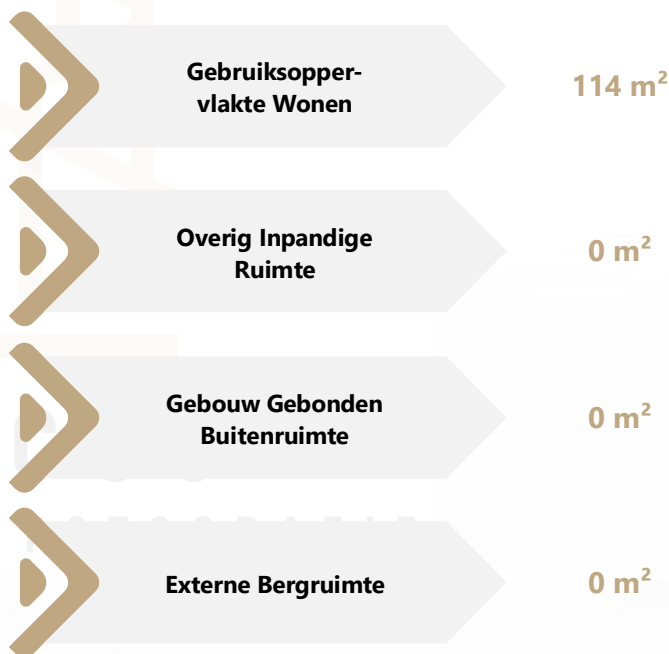 Gebruiksopper-
vlakte Wonen
114 m²
Overig Inpandige
Ruimte
0 m²
Gebouw Gebonden
Buitenruimte
0 m²
Externe Bergruimte
0 m²